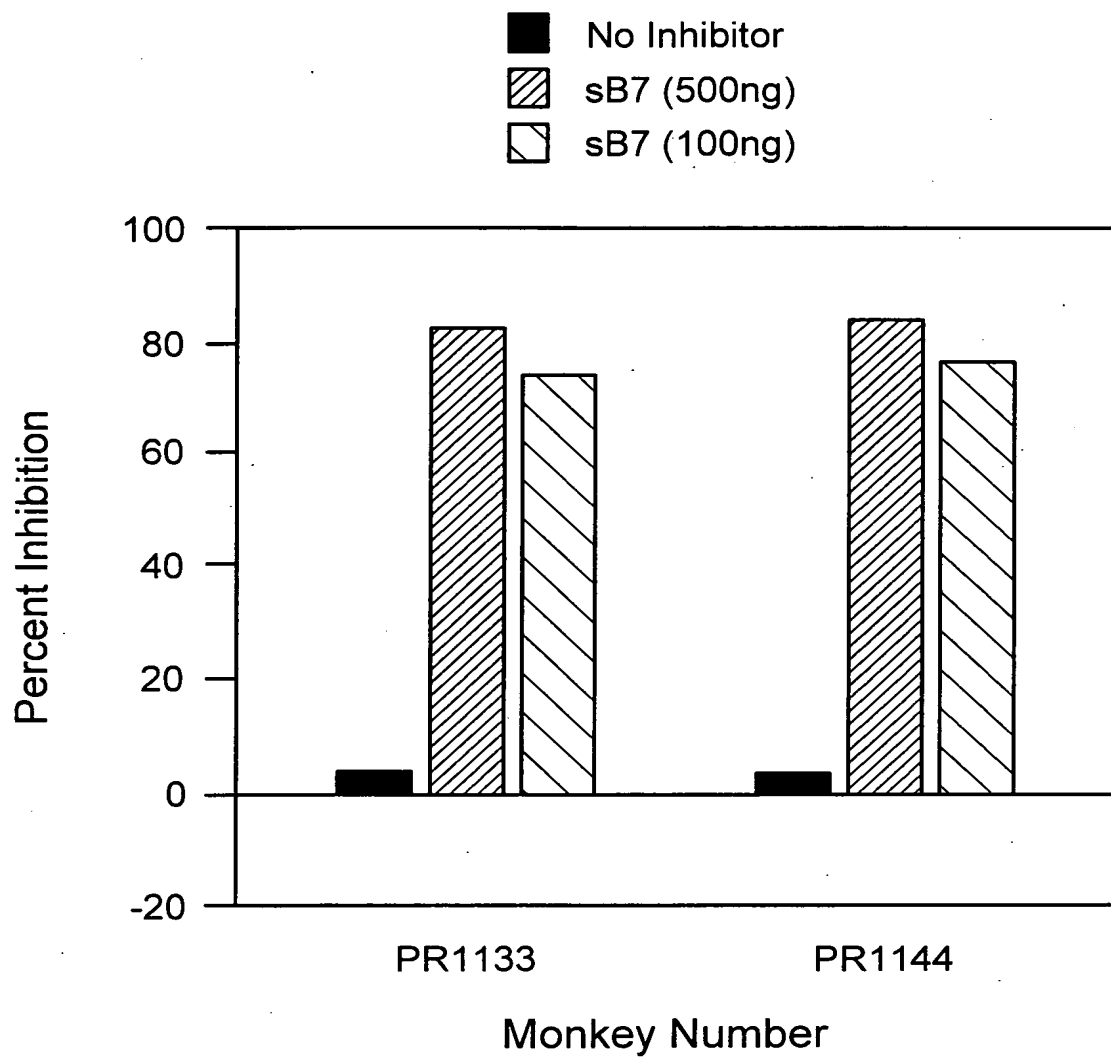 No Inhibitor
sB7 (500ng)
sB7 (100ng)
100
80
60
40
20
0
-20
Percent Inhibition
PR1133 PR1144
Monkey Number